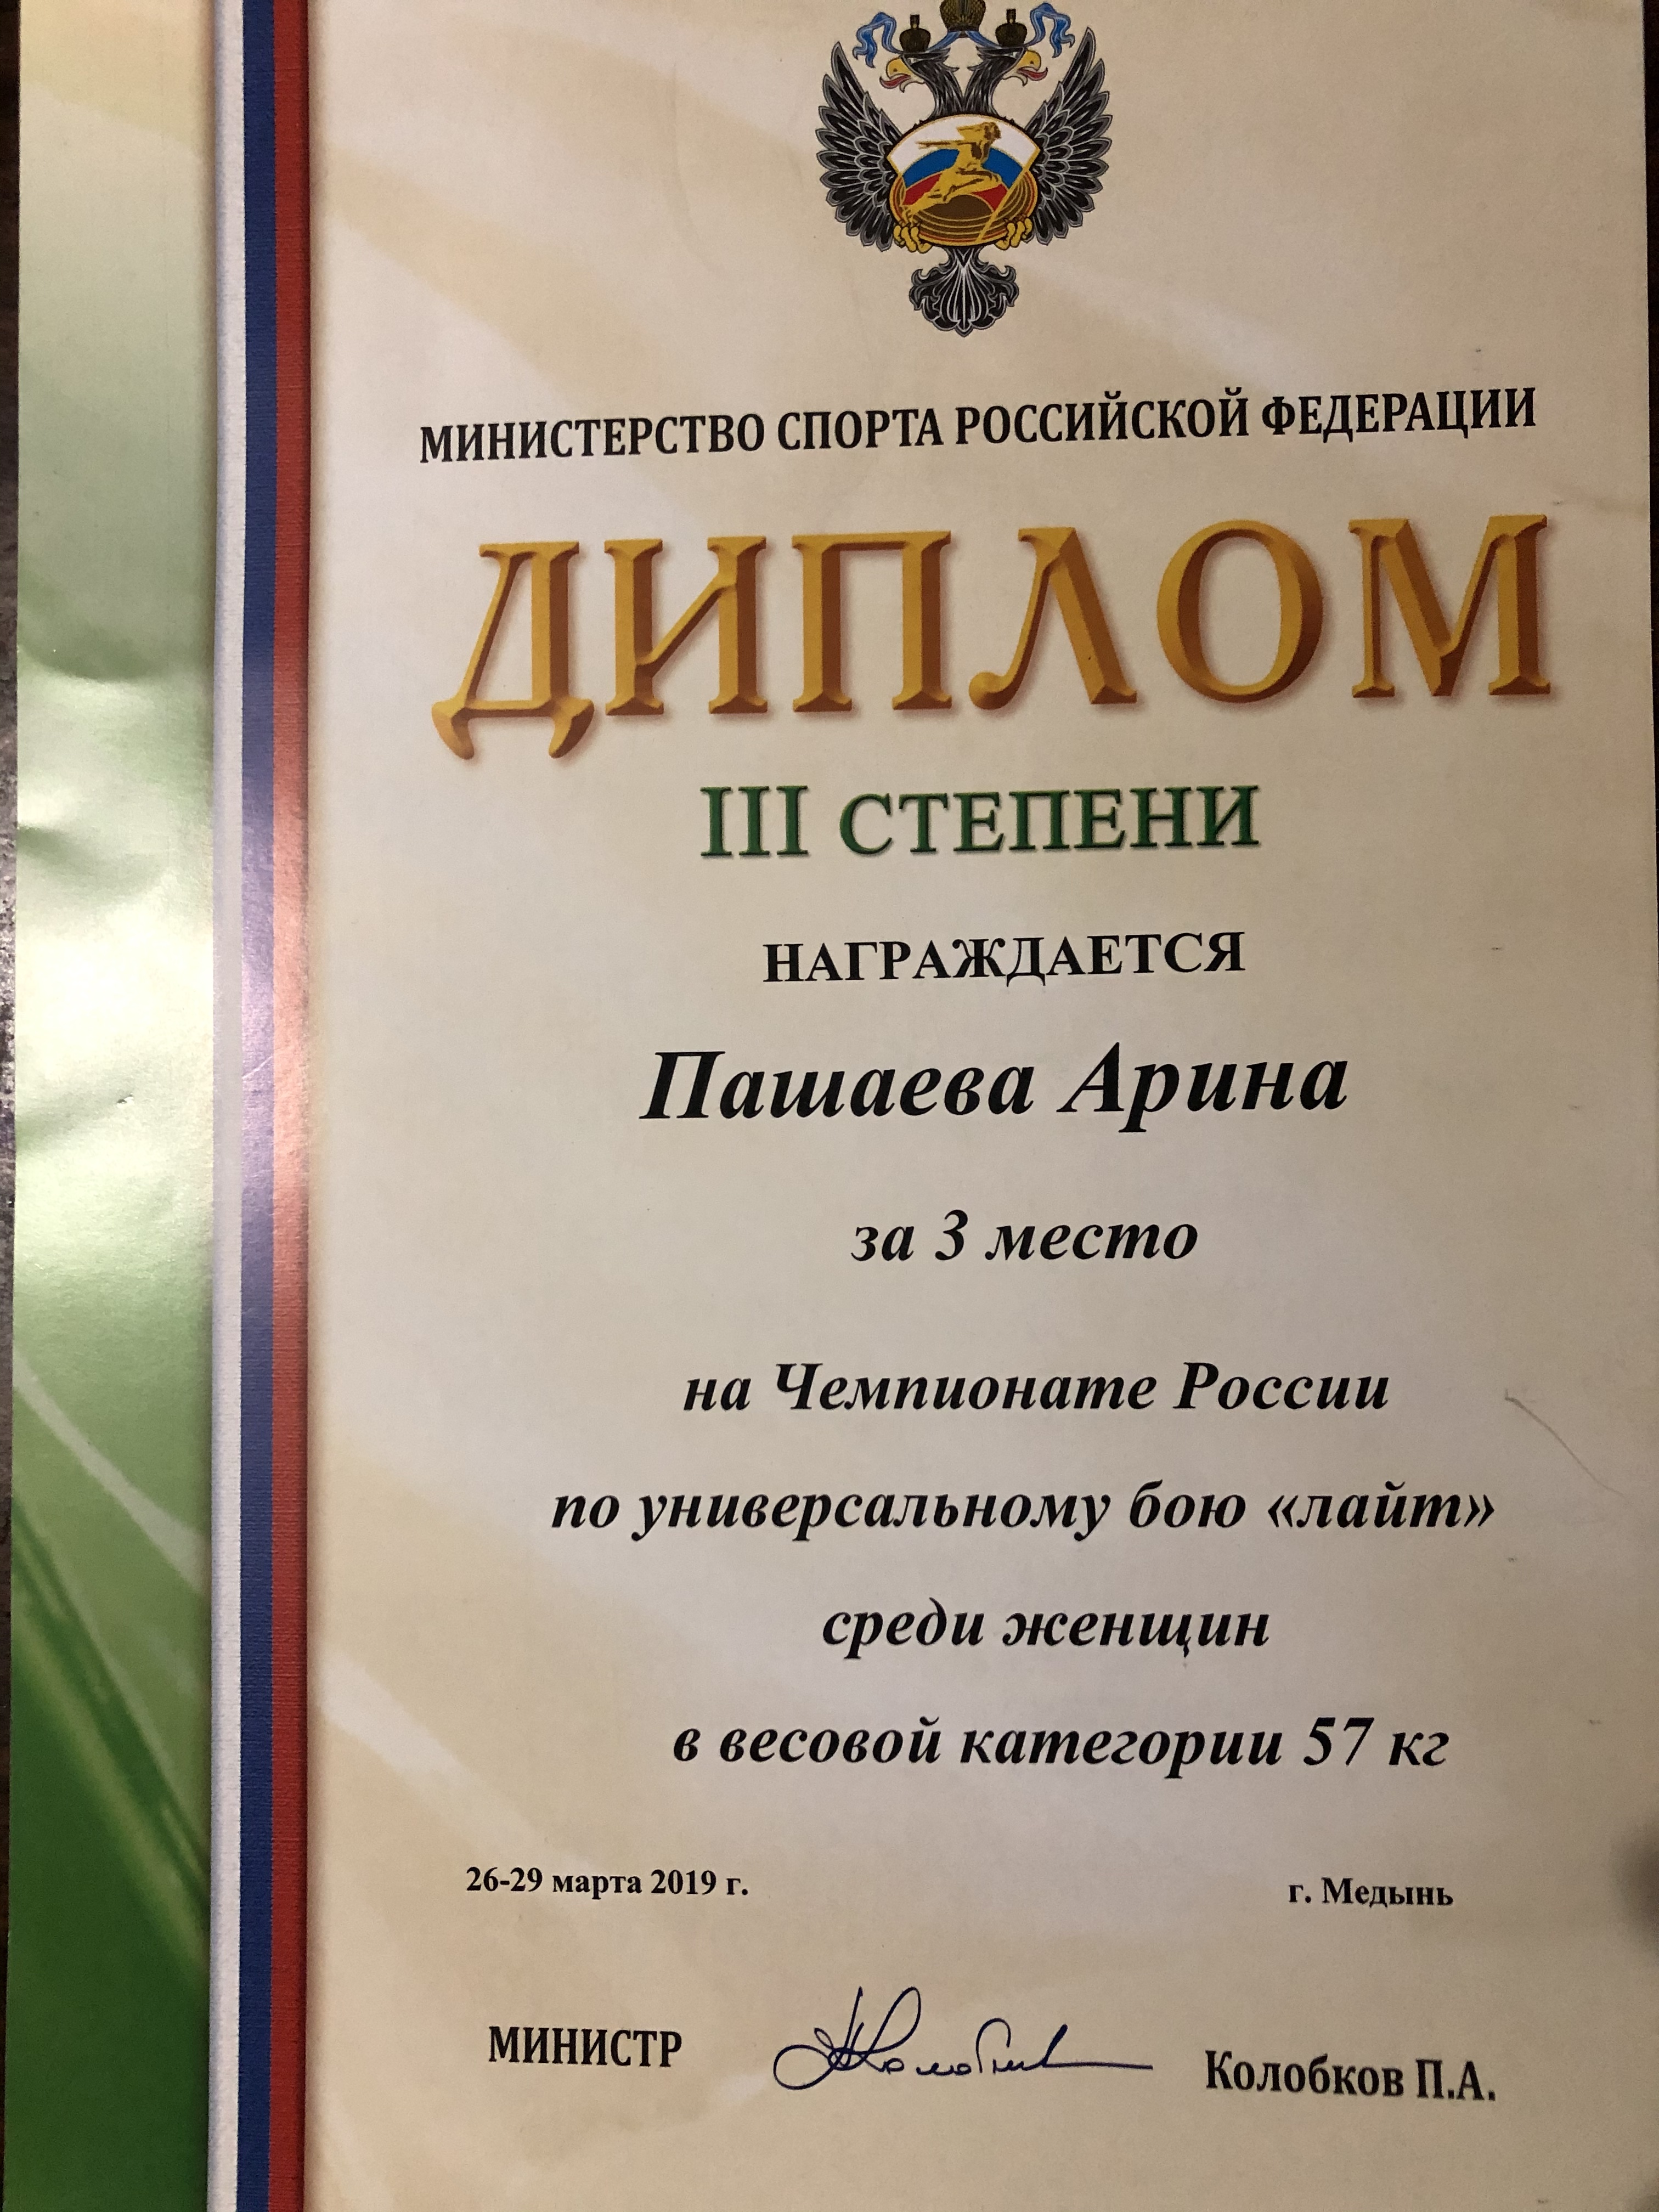 МИНИСТЕРСТВО СПОРТА РОССИЙСКОЙ ФЕДЕРАЦИИ
ДИПЛОМ
III СТЕПЕНИ
НАГРАЖДАЕТСЯ
Пашаева Арина
за 3 место
на Чемпионате России
по универсальному бою «лайт»
среди женщин
в весовой категории 57 кг
26-29 марта 2019 г. г. Медынь
МИНИСТР Колобков П.А.